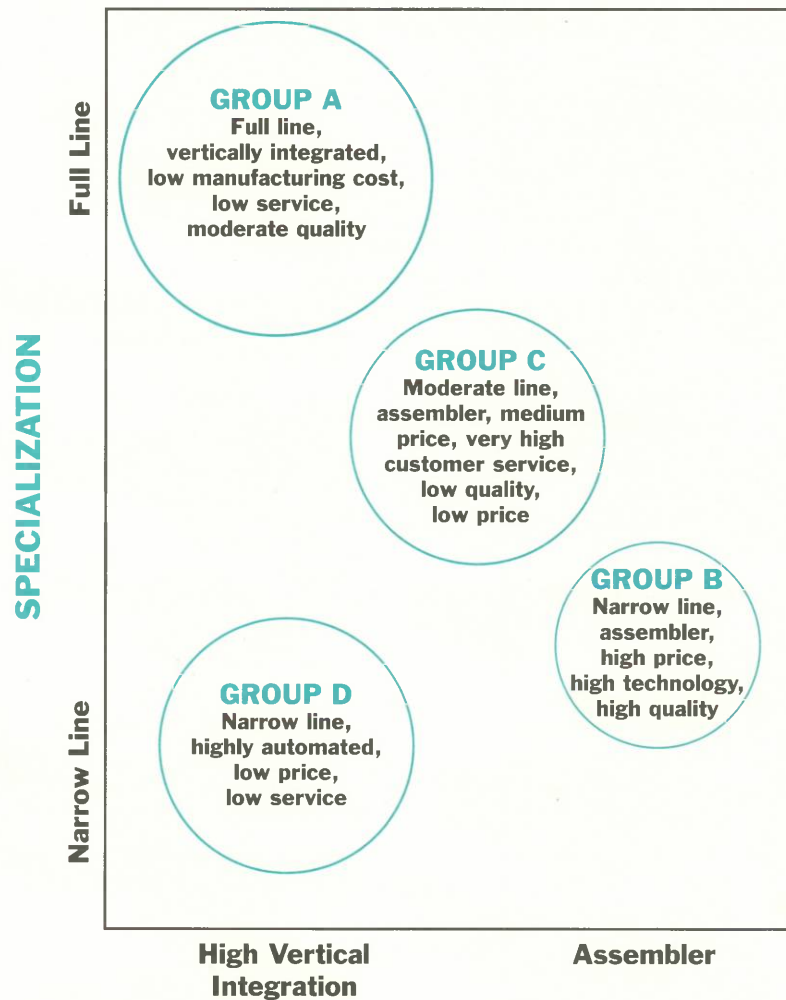 SPECIALIZATION
Full Line
Narrow Line
GROUP A
Full line,
vertically integrated,
low manufacturing cost,
low service,
moderate quality
GROUP C
Moderate line,
assembler, medium
price, very high
customer service,
low quality,
low price
GROUP B
Narrow line,
assembler,
high price,
high technology,
high quality
GROUP D
Narrow line,
highly automated,
low price,
low service
High Vertical
Integration
Assembler